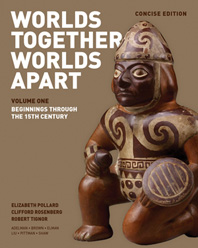 WORLDS
TOGETHER
WORLDS
APART
CONCISE EDITION
VOLUME ONE
BEGINNINGS THROUGH
THE 15TH CENTURY
ELIZABETH POLLARD
CLIFFORD ROSENBERG
ROBERT TIGNOR